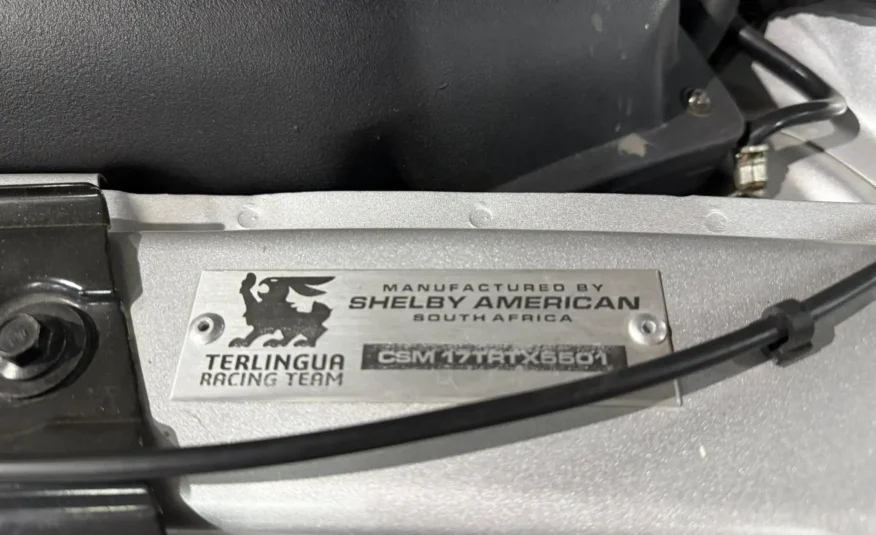 MANUFACTURED BY
SHELBY AMERICAN
SOUTH AFRICA
TERLINGUA
RACING TEAM
CSM 17TRTX5501